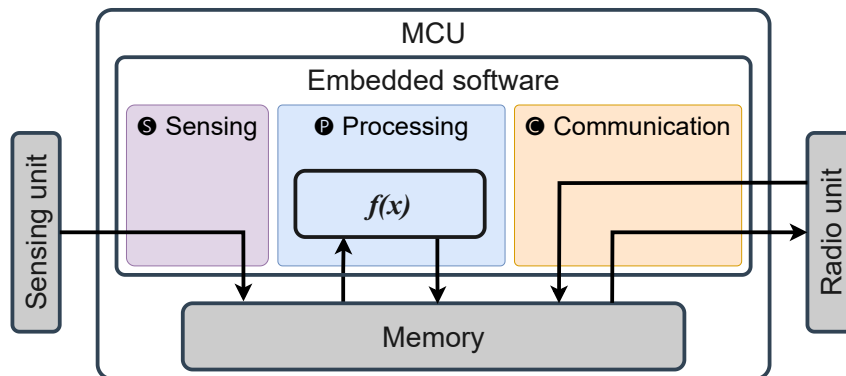 MCU
Embedded software
S Sensing
P Processing
C Communication
Sensing unit
f(x)
Radio unit
Memory